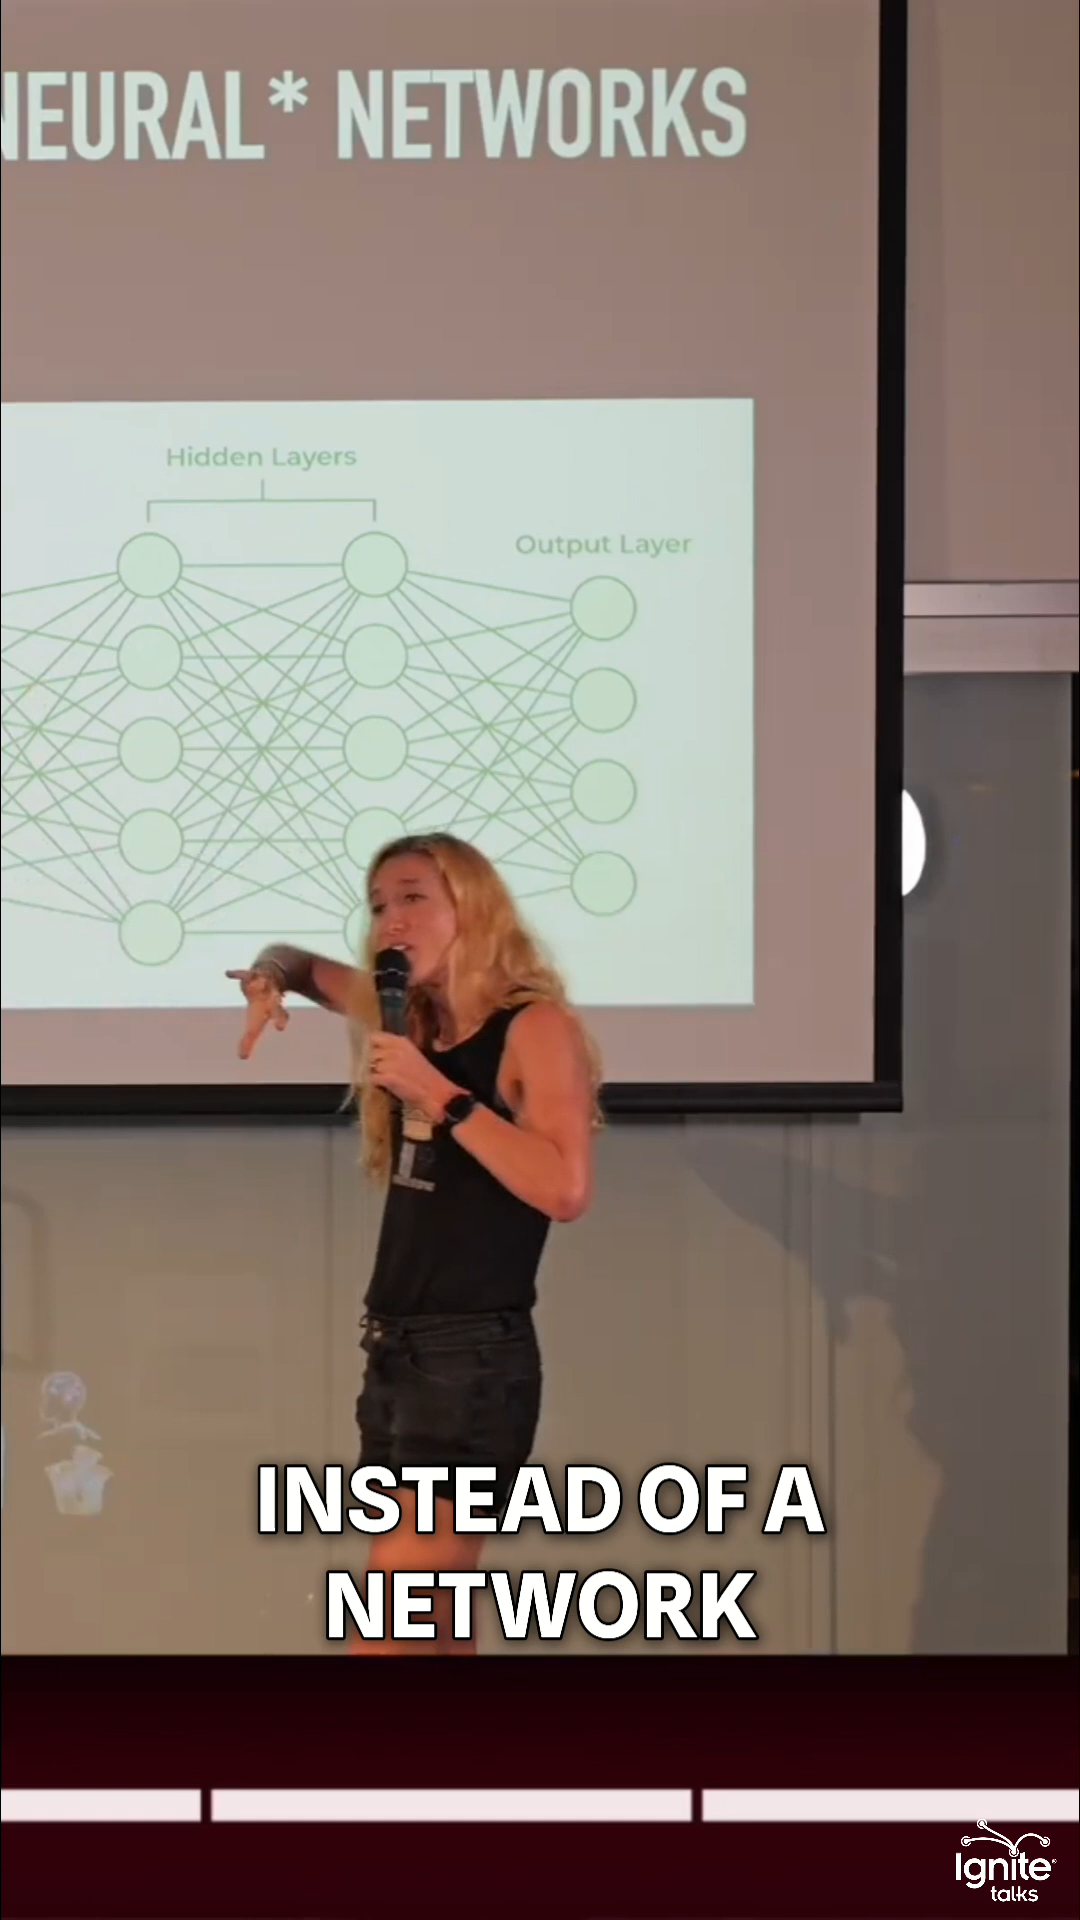 NEURAL* NETWORKS
Hidden Layers
Output Layer
INSTEAD OF A
NETWORK
Ignite
talks